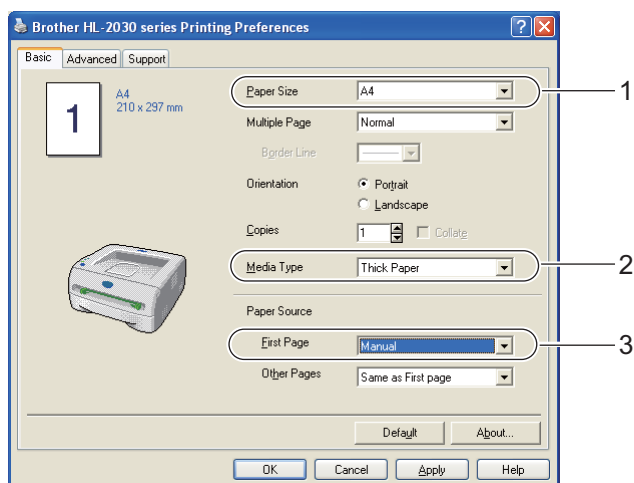 Brother HL-2030 series Printing Preferences
Basic Advanced Support
1
A4
210 x 297 mm
Paper Size A4 1
Multiple Page Normal
Border Line
Orientation Portrait
Landscape
Copies 1 Collate
Media Type Thick Paper 2
Paper Source
First Page Manual 3
Other Pages Same as First page
Default About...
OK Cancel Apply Help